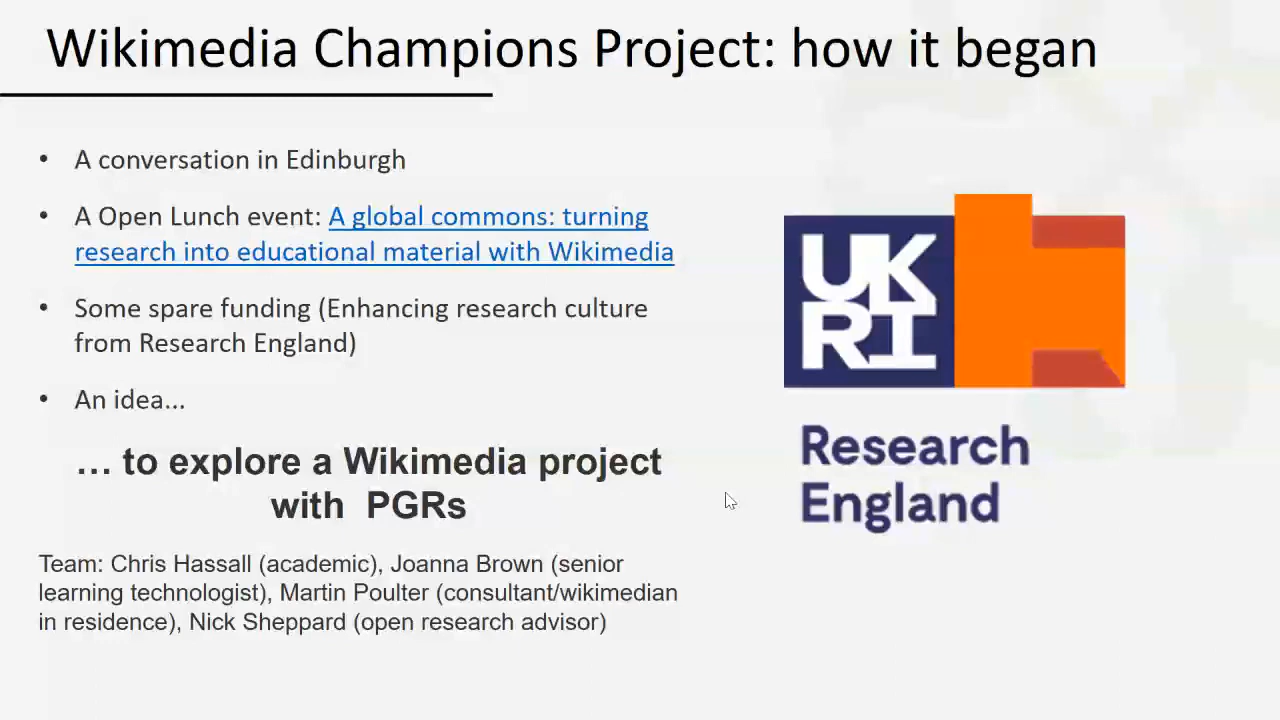 Wikimedia Champions Project: how it began
• A conversation in Edinburgh
• A Open Lunch event: A global commons: turning
research into educational material with Wikimedia
• Some spare funding (Enhancing research culture
from Research England)
• An idea...
… to explore a Wikimedia project
with PGRs
Team: Chris Hassall (academic), Joanna Brown (senior
learning technologist), Martin Poulter (consultant/wikimedian
in residence), Nick Sheppard (open research advisor)
UK
RI
Research
England